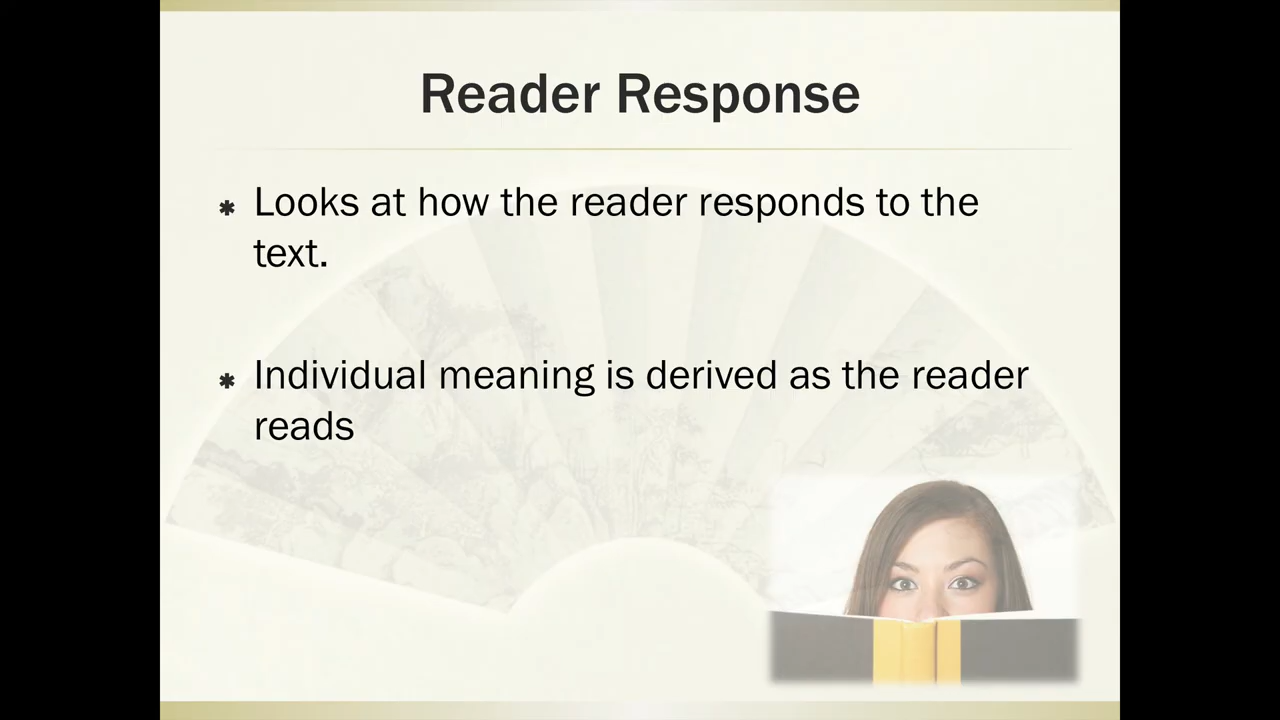 Reader Response
* Looks at how the reader responds to the
text.
* Individual meaning is derived as the reader
reads